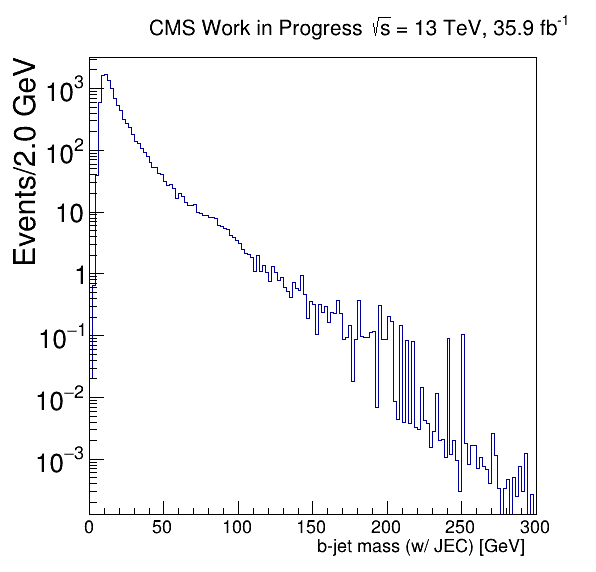 CMS Work in Progress √s = 13 TeV, 35.9 fb⁻¹
Events/2.0 GeV
10³
10²
10
1
10⁻¹
10⁻²
10⁻³
0 50 100 150 200 250 300
b-jet mass (w/ JEC) [GeV]